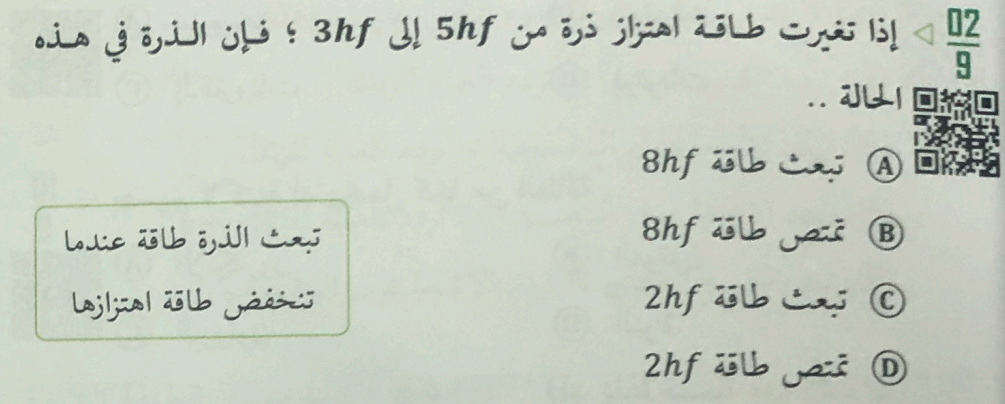 02
9
إذا تغيرت طاقة اهتزاز ذرة من 5hf إلى 3hf ؛ فإن الذرة في هذه
الحالة ..
A تبعث طاقة 8hf
B تمتص طاقة 8hf
C تبعث طاقة 2hf
D تمتص طاقة 2hf
تبعث الذرة طاقة عندما
تنخفض طاقة اهتزازها